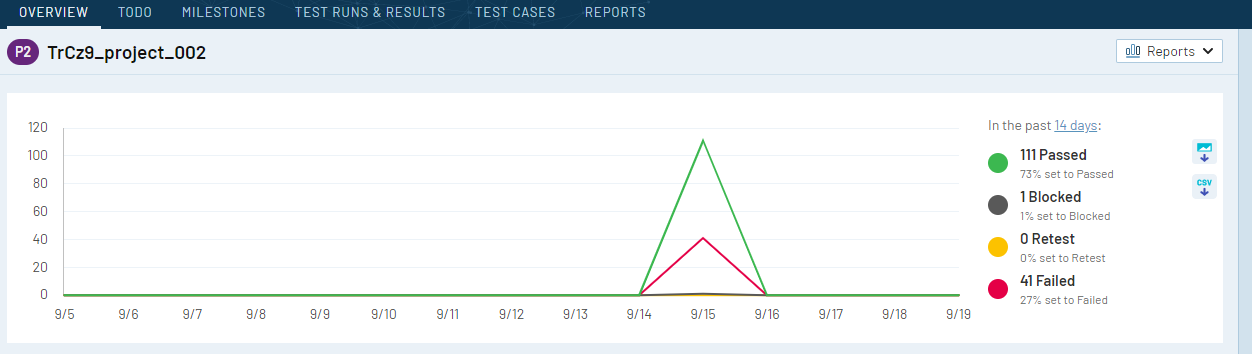 OVERVIEW TODO MILESTONES TEST RUNS & RESULTS TEST CASES REPORTS
P2 TrCz9_project_002
Reports
In the past 14 days:
120
100
80
60
40
20
0
9/5 9/6 9/7 9/8 9/9 9/10 9/11 9/12 9/13 9/14 9/15 9/16 9/17 9/18 9/19
111 Passed
73% set to Passed
1 Blocked
1% set to Blocked
0 Retest
0% set to Retest
41 Failed
27% set to Failed
CSV